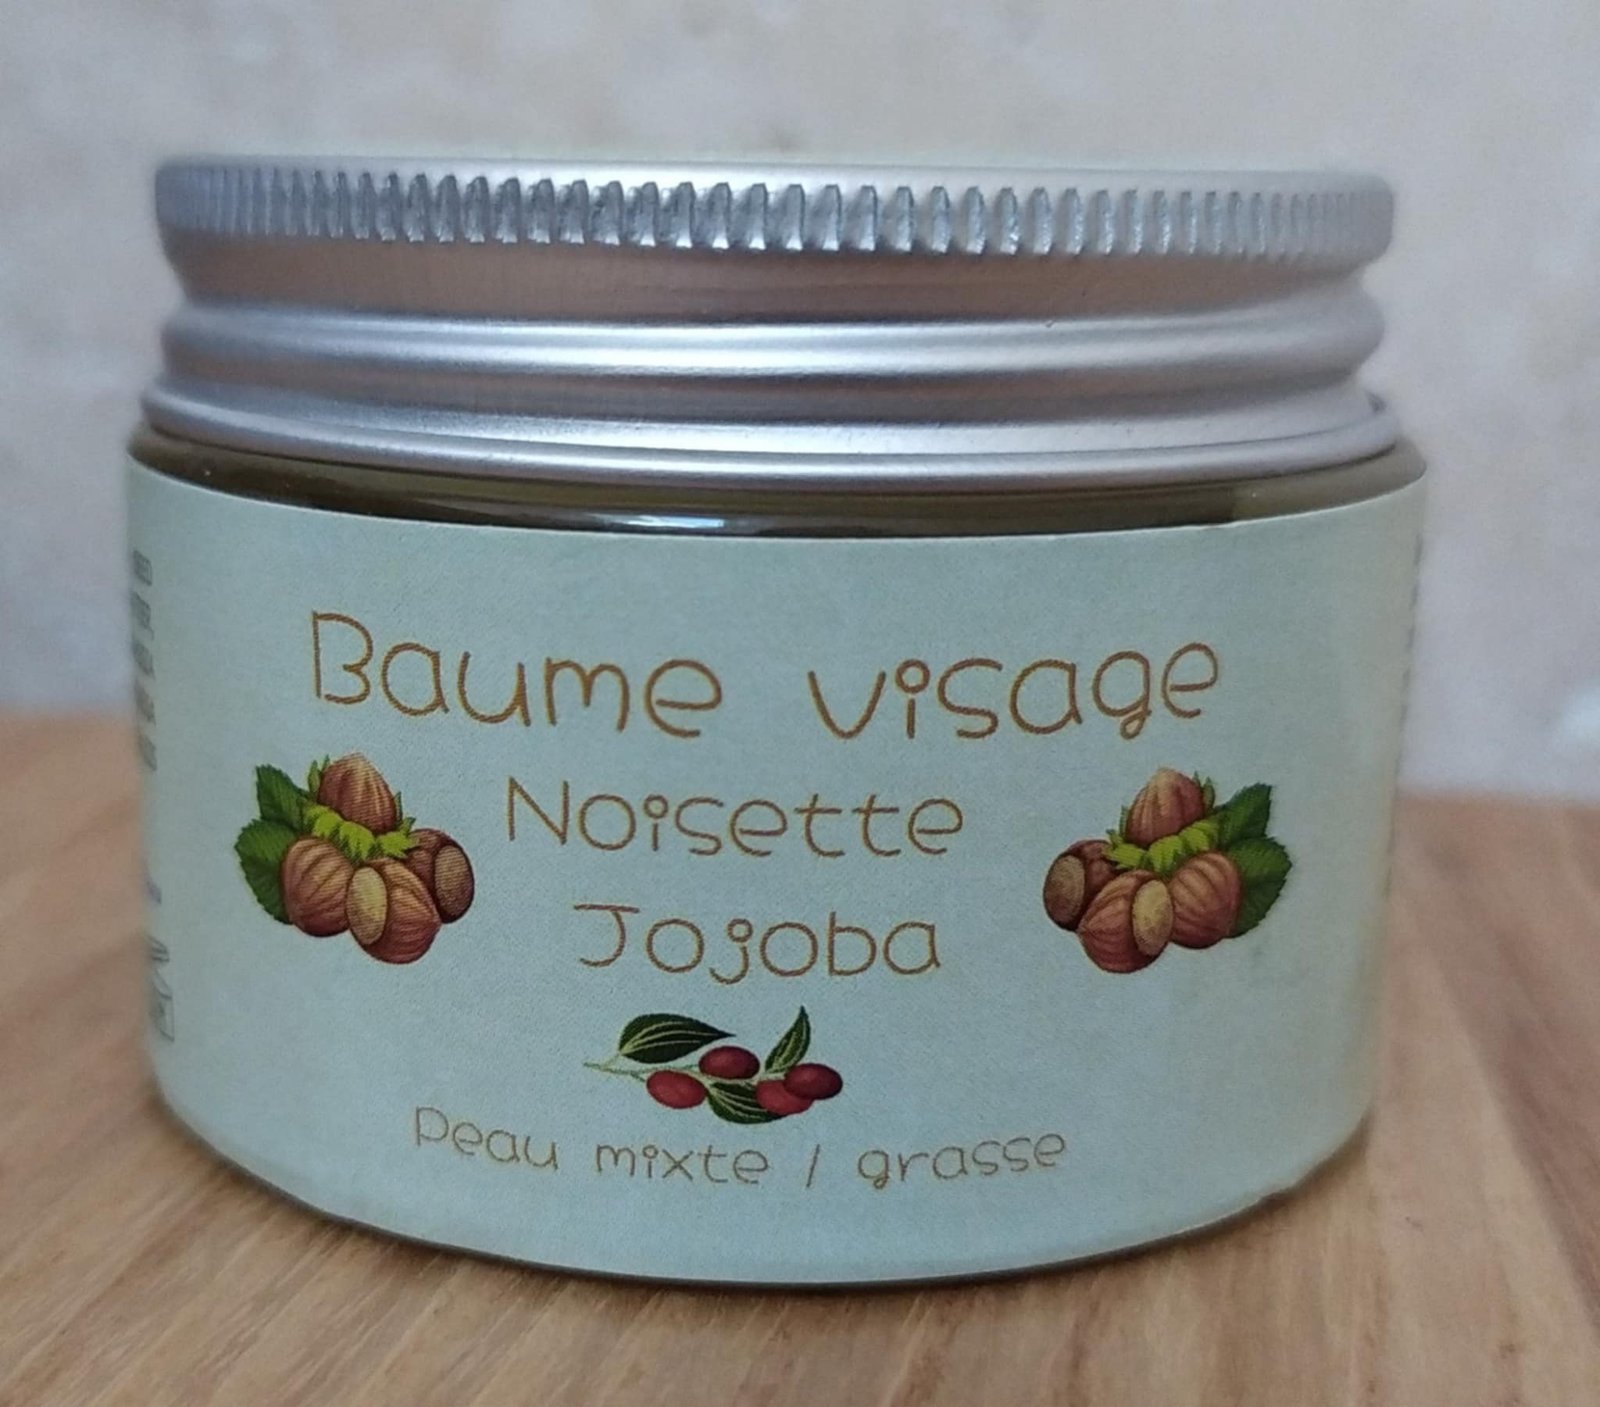 Baume visage
Noisette
Jojoba
Peau mixte / grasse